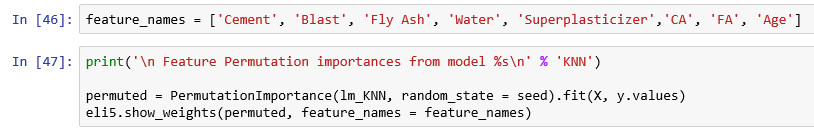 In [46]: feature_names = ['Cement', 'Blast', 'Fly Ash', 'Water', 'Superplasticizer','CA', 'FA', 'Age']
In [47]: print('\n Feature Permutation importances from model %s\n' % 'KNN')
permuted = PermutationImportance(lm_KNN, random_state = seed).fit(X, y.values)
eli5.show_weights(permuted, feature_names = feature_names)